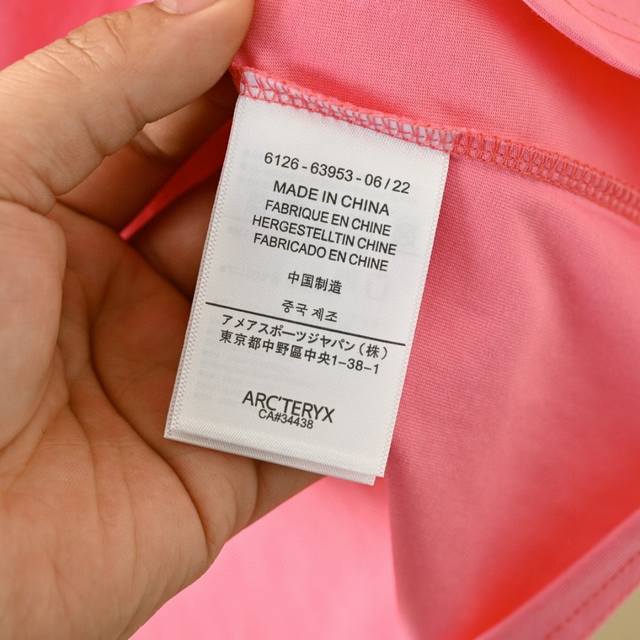 6126-63953-06/22
MADE IN CHINA
FABRIQUE EN CHINE
HERGESTELLTIN CHINE
FABRICADO EN CHINE
中国制造
중국 제조
アメアスポーツジャパン(株)
東京都中野區中央1-38-1
ARC'TERYX
CA#34438